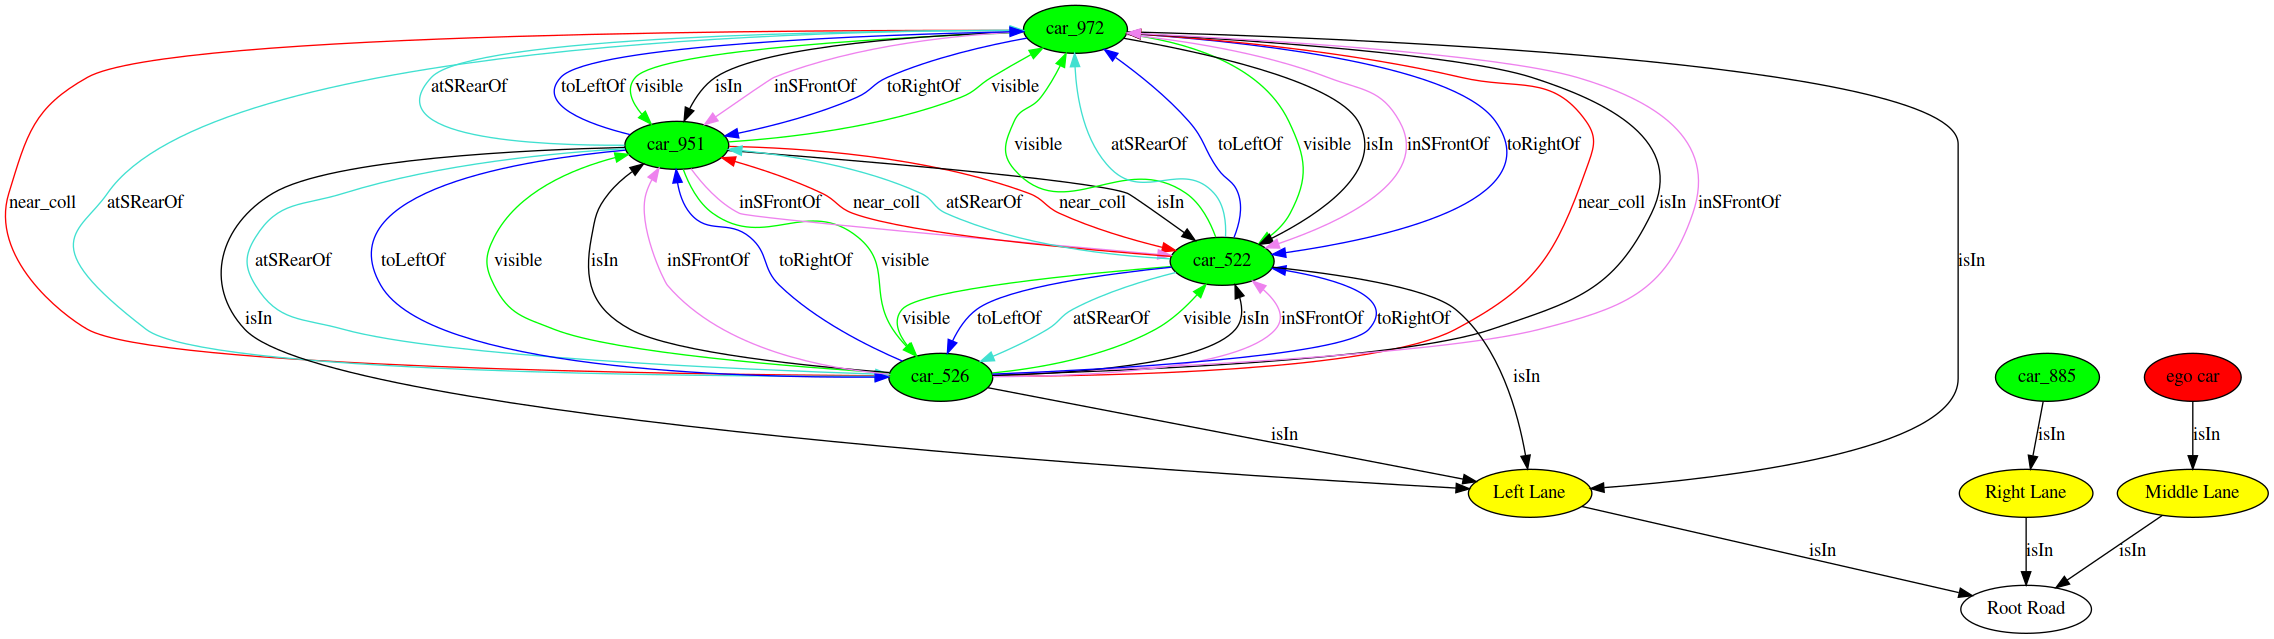 car_972
atSRearOf
toLeftOf
visible
isIn
inSFrontOf
toRightOf
visible
car_951
visible
atSRearOf
toLeftOf
visible
isIn
inSFrontOf
toRightOf
near_coll
atSRearOf
inSFrontOf
near_coll
atSRearOf
near_coll
isIn
near_coll
isIn
inSFrontOf
atSRearOf
toLeftOf
visible
isIn
inSFrontOf
toRightOf
visible
car_522
isIn
isIn
visible
toLeftOf
atSRearOf
visible
isIn
inSFrontOf
toRightOf
car_526
isIn
car_885
ego car
isIn
isIn
isIn
Left Lane
Right Lane
Middle Lane
isIn
isIn
isIn
Root Road